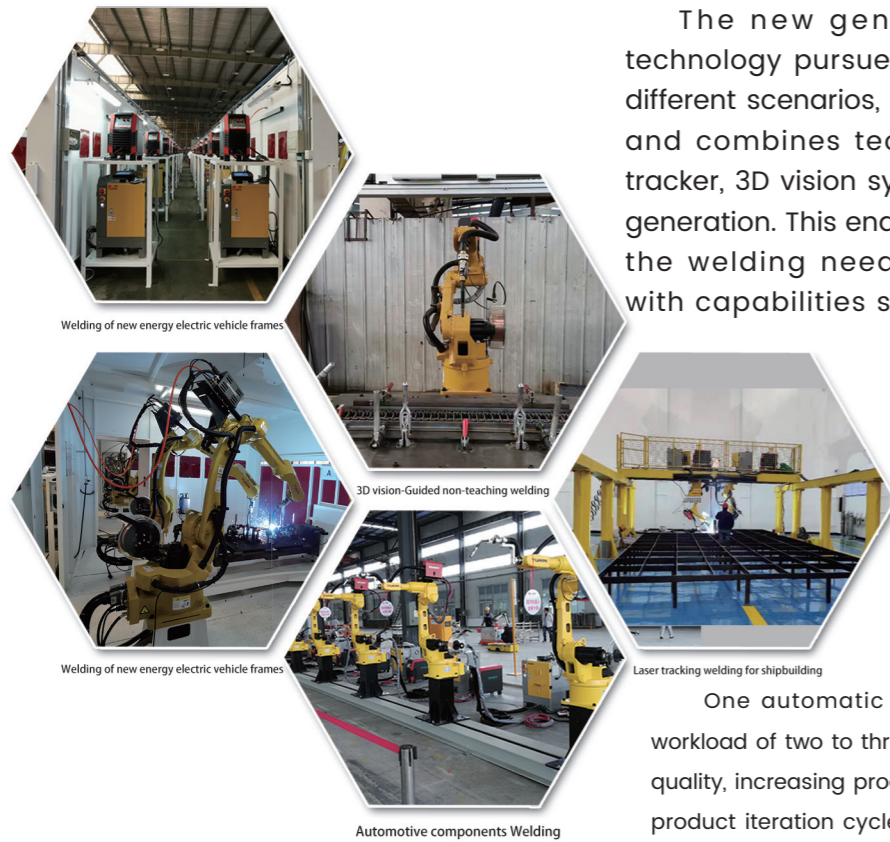 The new gen
technology pursue
different scenarios,
and combines tec
tracker, 3D vision sy
generation. This ena
the welding need
with capabilities s
Welding of new energy electric vehicle frames
3D vision-Guided non-teaching welding
Welding of new energy electric vehicle frames
Laser tracking welding for shipbuilding
Automotive components Welding
One automatic
workload of two to thr
quality, increasing pro
product iteration cycle